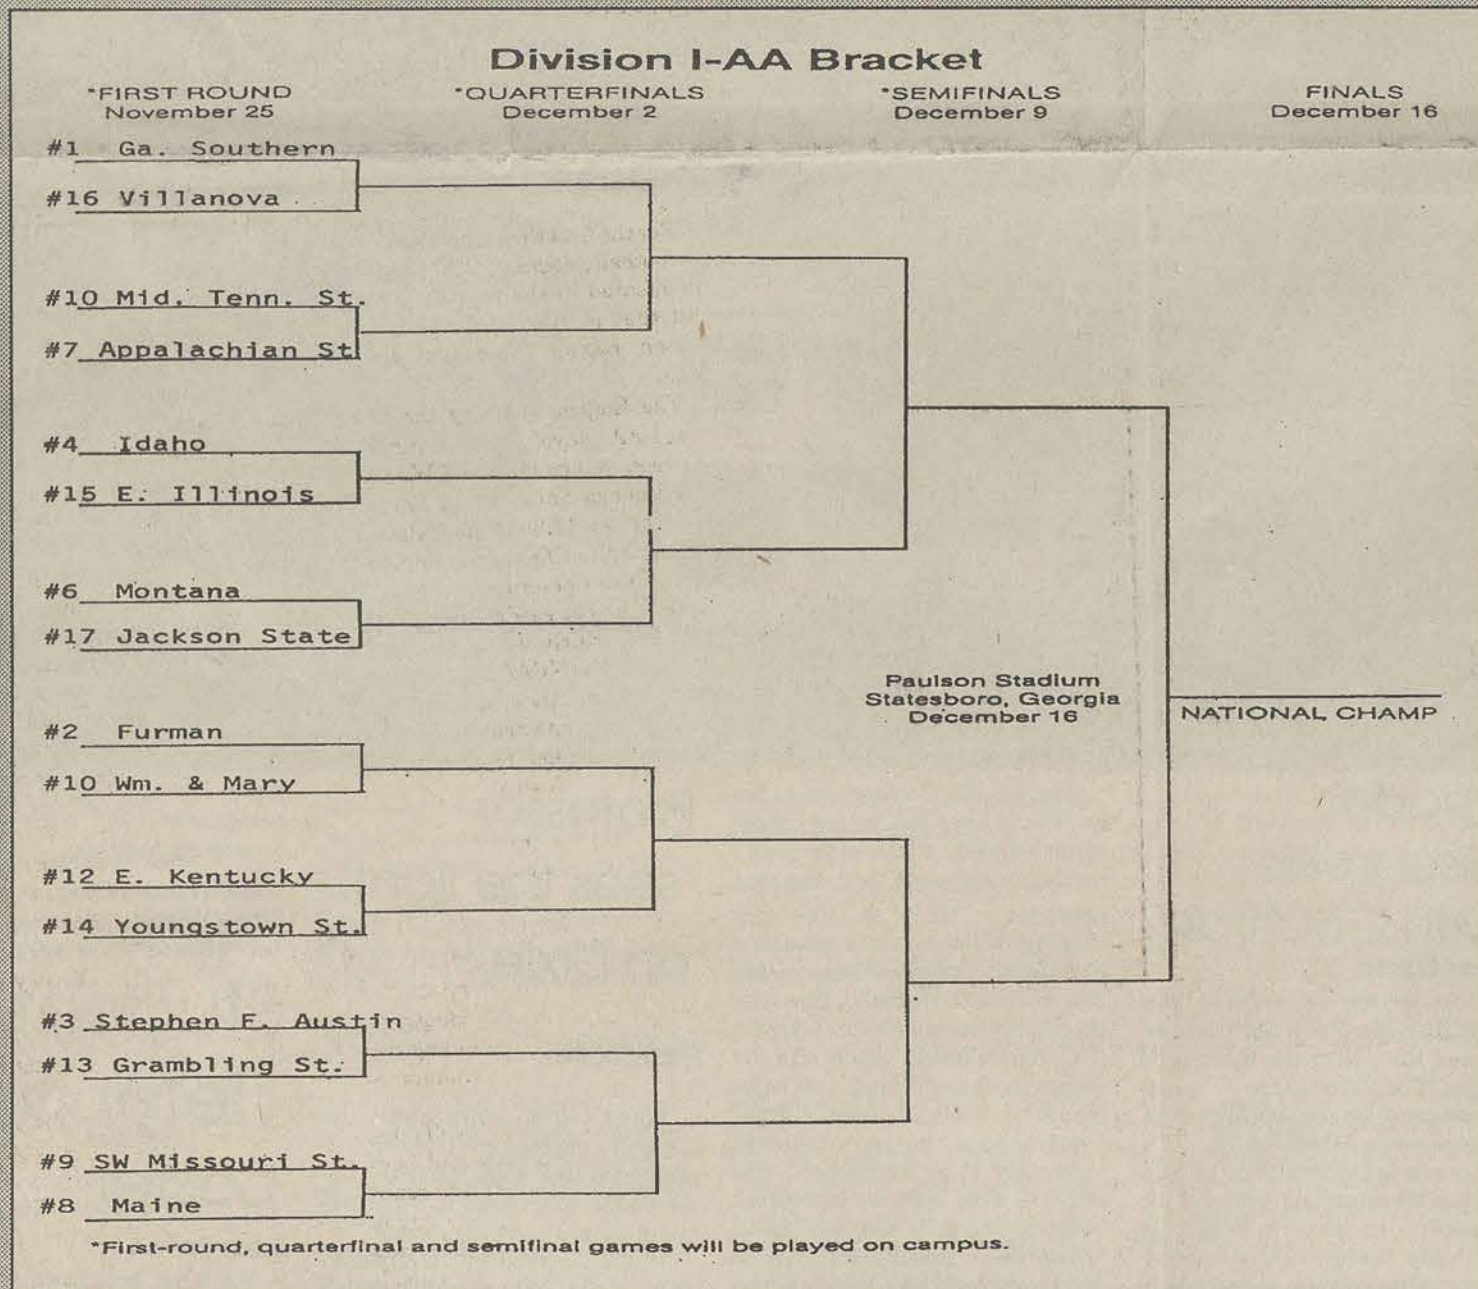 Division I-AA Bracket
*FIRST ROUND
November 25
*QUARTERFINALS
December 2
*SEMIFINALS
December 9
FINALS
December 16
#1 Ga. Southern
#16 Villanova
#10 Mid. Tenn. St.
#7 Appalachian St
#4 Idaho
#15 E. Illinois
#6 Montana
#17 Jackson State
#2 Furman
#10 Wm. & Mary
#12 E. Kentucky
#14 Youngstown St.
#3 Stephen F. Austin
#13 Grambling St.
#9 SW Missouri St.
#8 Maine
Paulson Stadium
Statesboro, Georgia
December 16
NATIONAL CHAMP
*First-round, quarterfinal and semifinal games will be played on campus.